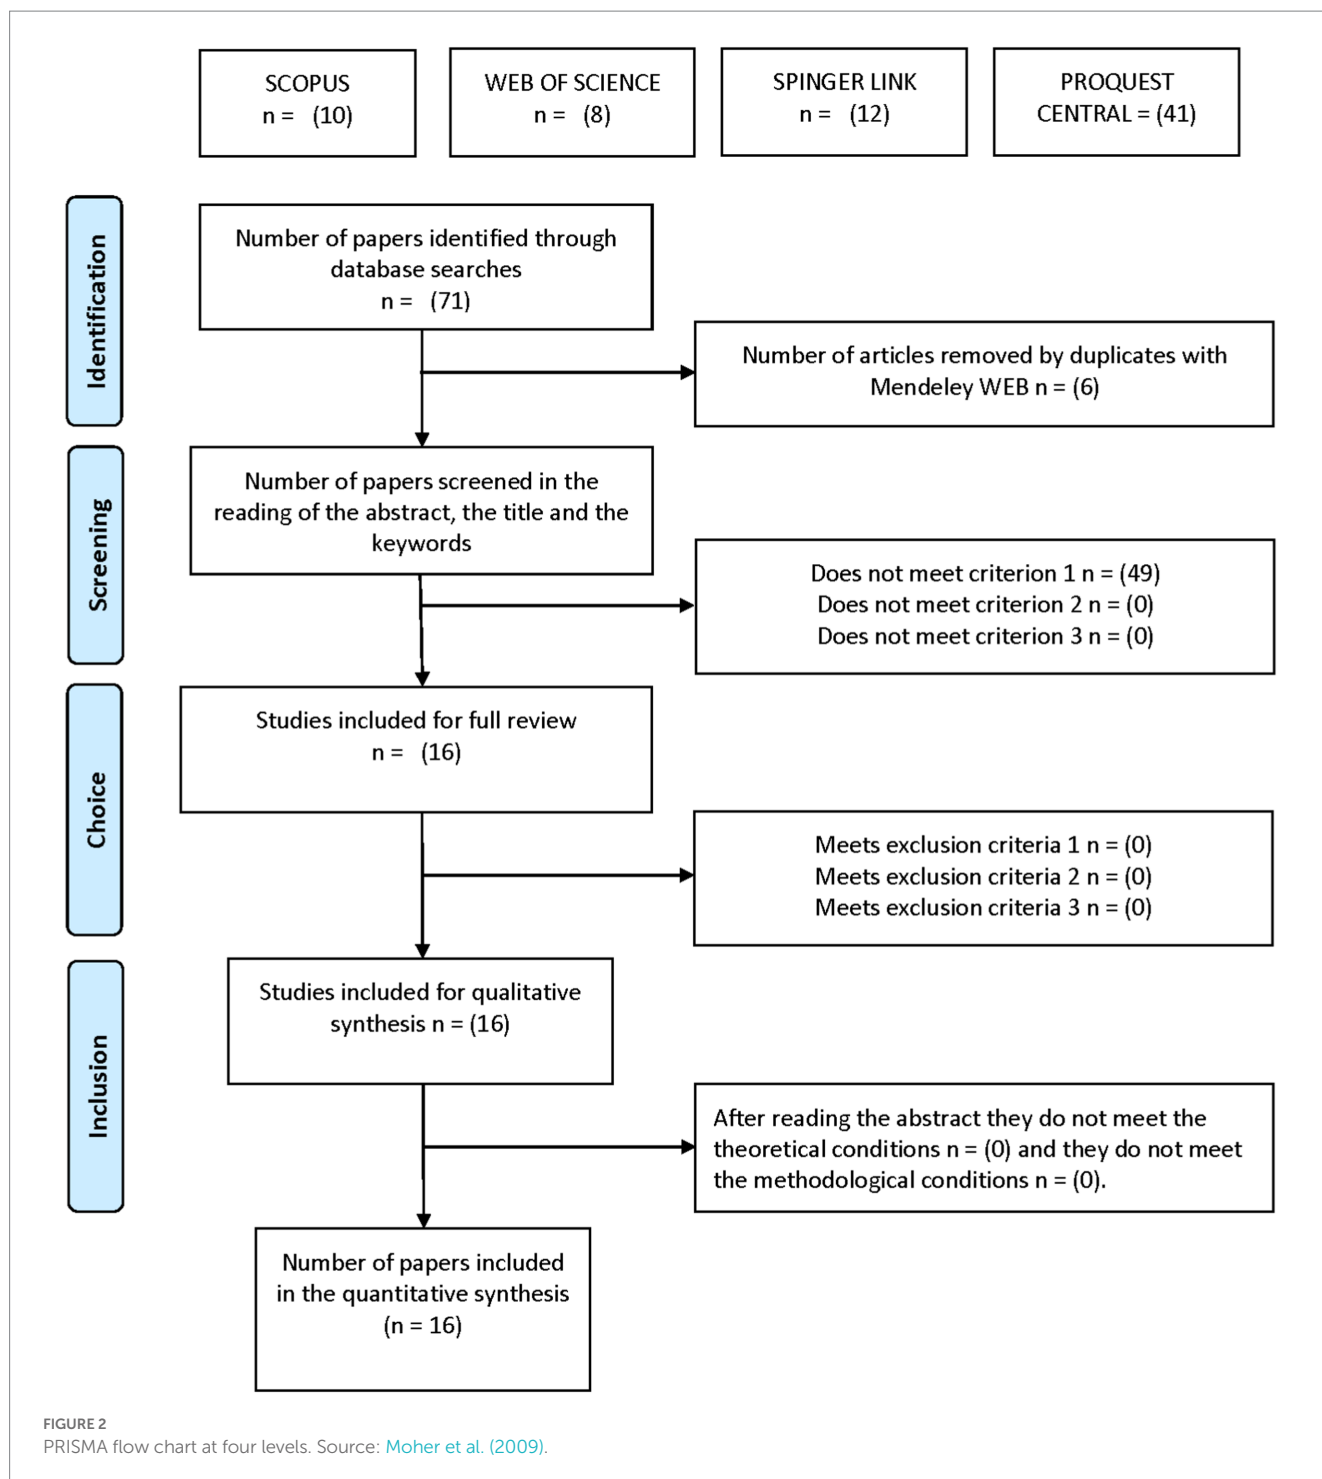 SCOPUS
n = (10)
WEB OF SCIENCE
n = (8)
SPINGER LINK
n = (12)
PROQUEST
CENTRAL = (41)
Identification
Number of papers identified through
database searches
n = (71)
Number of articles removed by duplicates with
Mendeley WEB n = (6)
Screening
Number of papers screened in the
reading of the abstract, the title and the
keywords
Does not meet criterion 1 n = (49)
Does not meet criterion 2 n = (0)
Does not meet criterion 3 n = (0)
Choice
Studies included for full review
n = (16)
Meets exclusion criteria 1 n = (0)
Meets exclusion criteria 2 n = (0)
Meets exclusion criteria 3 n = (0)
Inclusion
Studies included for qualitative
synthesis n = (16)
After reading the abstract they do not meet the
theoretical conditions n = (0) and they do not meet
the methodological conditions n = (0).
Number of papers included
in the quantitative synthesis
(n = 16)
FIGURE 2
PRISMA flow chart at four levels. Source: Moher et al. (2009).